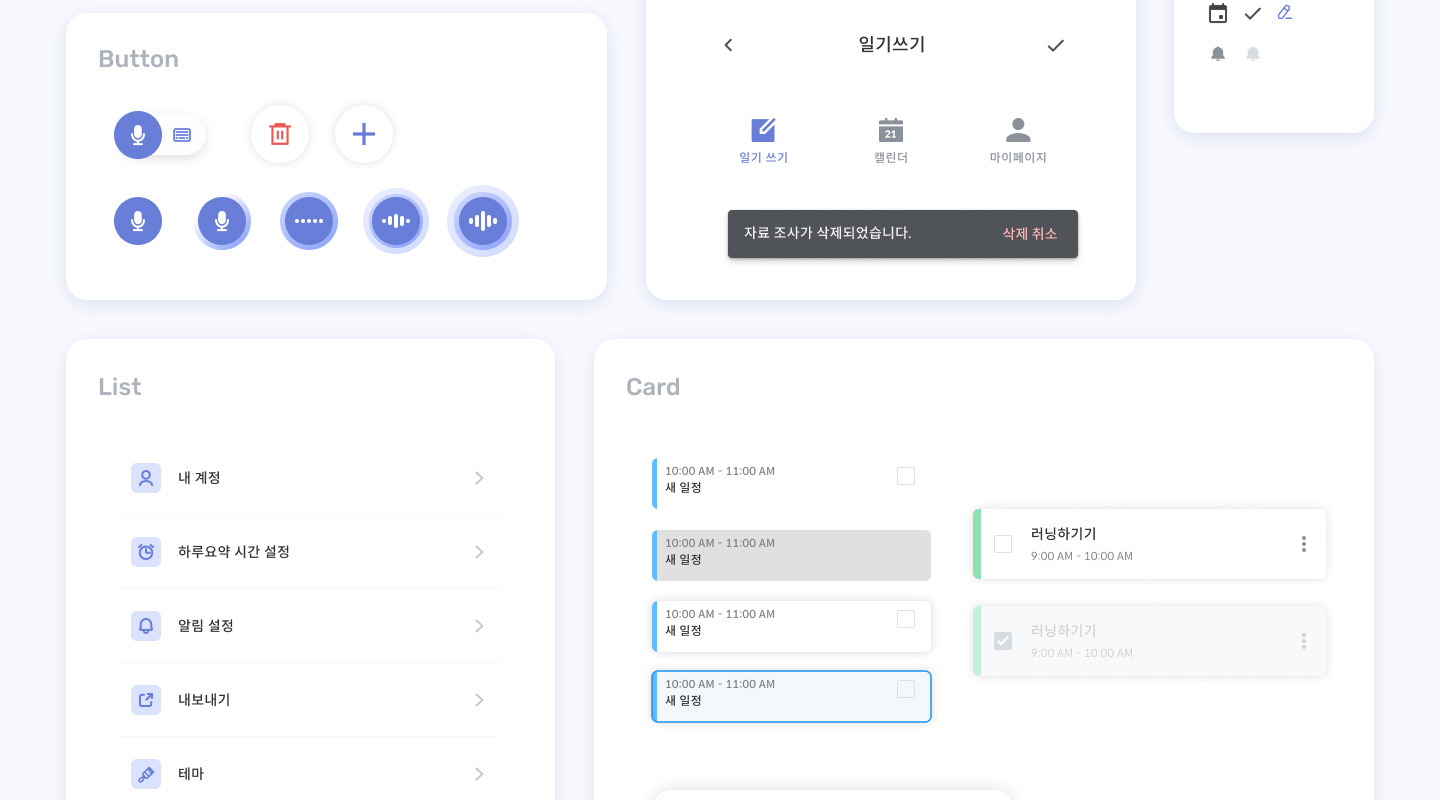 Button
일기쓰기
21
일기 쓰기
캘린더
마이페이지
자료 조사가 삭제되었습니다.
삭제 취소
List
내 계정
하루요약 시간 설정
알림 설정
내보내기
테마
Card
10:00 AM - 11:00 AM
새 일정
10:00 AM - 11:00 AM
새 일정
10:00 AM - 11:00 AM
새 일정
10:00 AM - 11:00 AM
새 일정
러닝하기기
9:00 AM - 10:00 AM
러닝하기기
9:00 AM - 10:00 AM